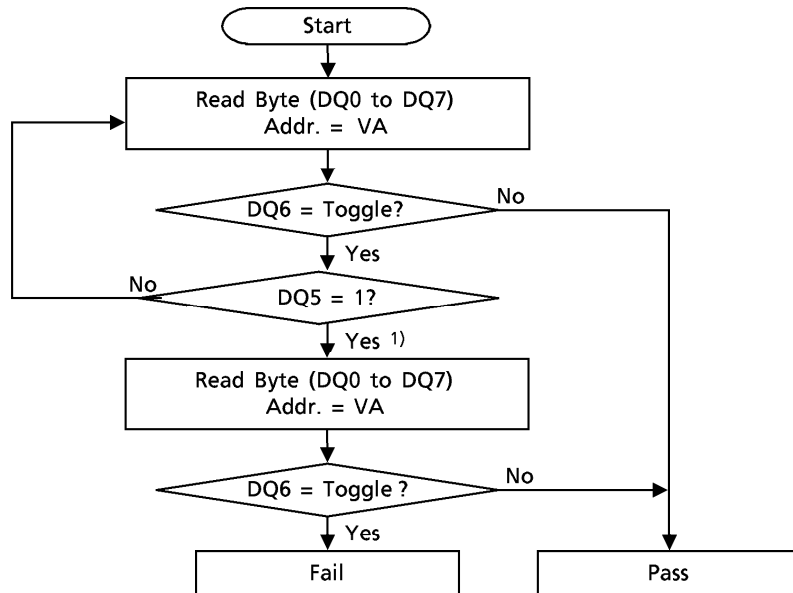 Start
Read Byte (DQ0 to DQ7)
Addr. = VA
DQ6 = Toggle?
No
Yes
No
DQ5 = 1?
Yes 1)
Read Byte (DQ0 to DQ7)
Addr. = VA
DQ6 = Toggle ?
No
Yes
Fail
Pass